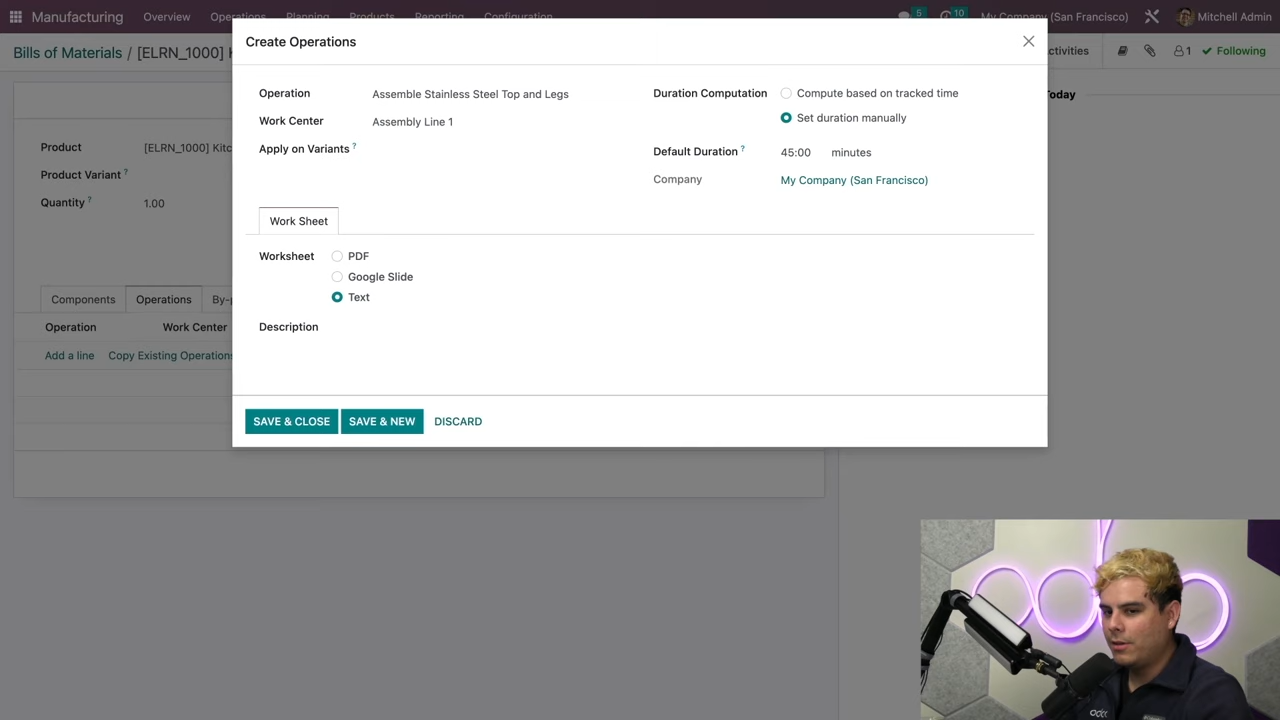 Manufacturing Overview Operations Planning Products Reporting Configuration 5 10 My Company (San Francisco) Mitchell Admin
Bills of Materials / [ELRN_1000] K
ctivities 1 Following
Create Operations
Today
Operation Assemble Stainless Steel Top and Legs
Work Center Assembly Line 1
Apply on Variants ?
Duration Computation Compute based on tracked time
Set duration manually
Default Duration ? 45:00 minutes
Company My Company (San Francisco)
Product [ELRN_1000] Kitc
Product Variant ?
Quantity ? 1.00
Work Sheet
Worksheet PDF
Google Slide
Text
Description
Components Operations By-p
Operation Work Center
Add a line Copy Existing Operations
SAVE & CLOSE SAVE & NEW DISCARD
odoo